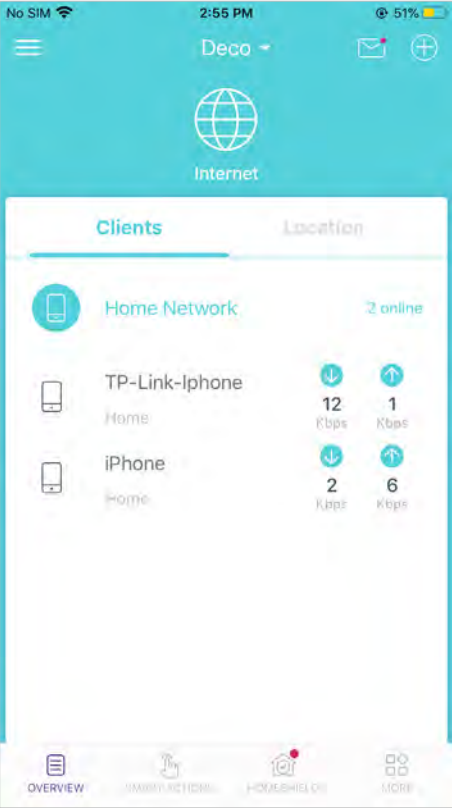 No SIM 2:55 PM 51%
Deco
Internet
Clients Location
Home Network 2 online
TP-Link-Iphone
Home
12 1
Kbps Kbps
iPhone
Home
2 6
Kbps Kbps
OVERVIEW SMART ACTIONS HOMESHIELD MORE